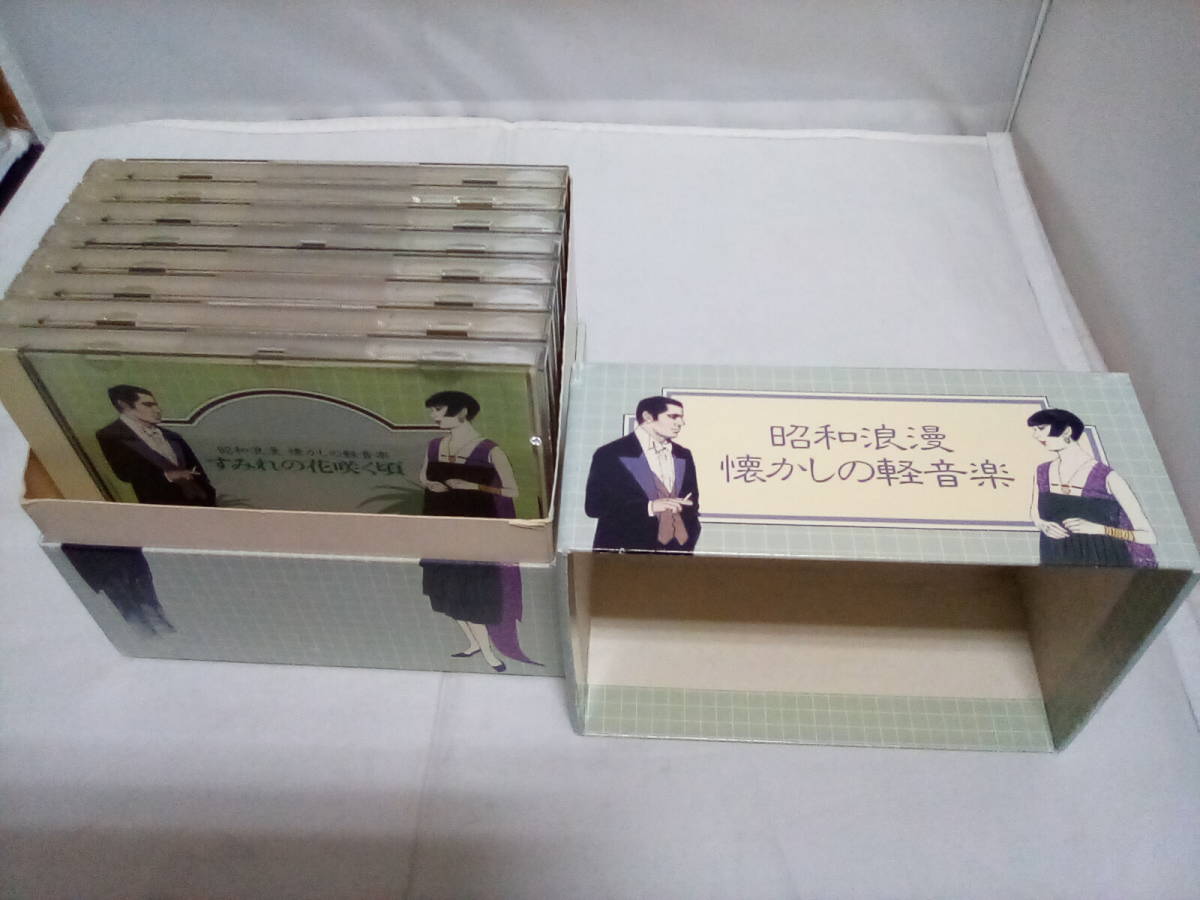 昭和浪漫 懐かしの軽音楽
すみれの花咲く頃
昭和浪漫
懐かしの軽音楽